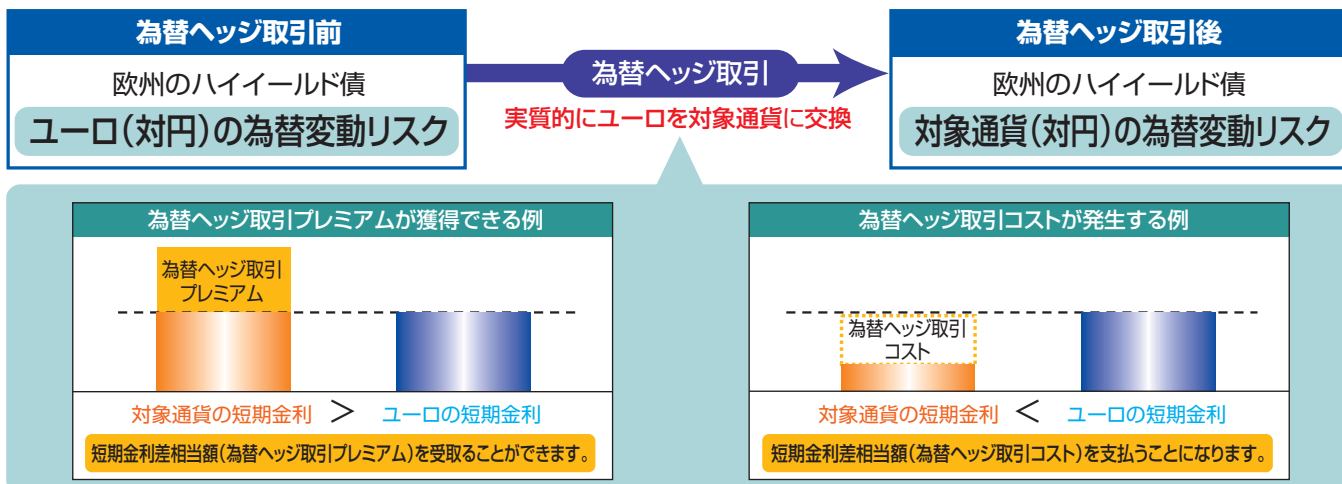 為替ヘッジ取引前
欧州のハイイールド債
ユーロ(対円)の為替変動リスク
為替ヘッジ取引
実質的にユーロを対象通貨に交換
為替ヘッジ取引後
欧州のハイイールド債
対象通貨(対円)の為替変動リスク
為替ヘッジ取引プレミアムが獲得できる例
為替ヘッジ取引
プレミアム
対象通貨の短期金利 > ユーロの短期金利
短期金利差相当額(為替ヘッジ取引プレミアム)を受取ることができます。
為替ヘッジ取引コストが発生する例
為替ヘッジ取引
コスト
対象通貨の短期金利 < ユーロの短期金利
短期金利差相当額(為替ヘッジ取引コスト)を支払うことになります。